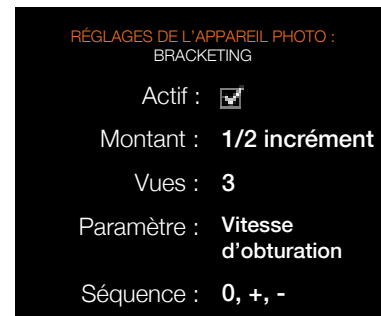 RÉGLAGES DE L'APPAREIL PHOTO :
BRACKETING
Actif :
Montant : 1/2 incrément
Vues : 3
Paramètre : Vitesse
d'obturation
Séquence : 0, +, -